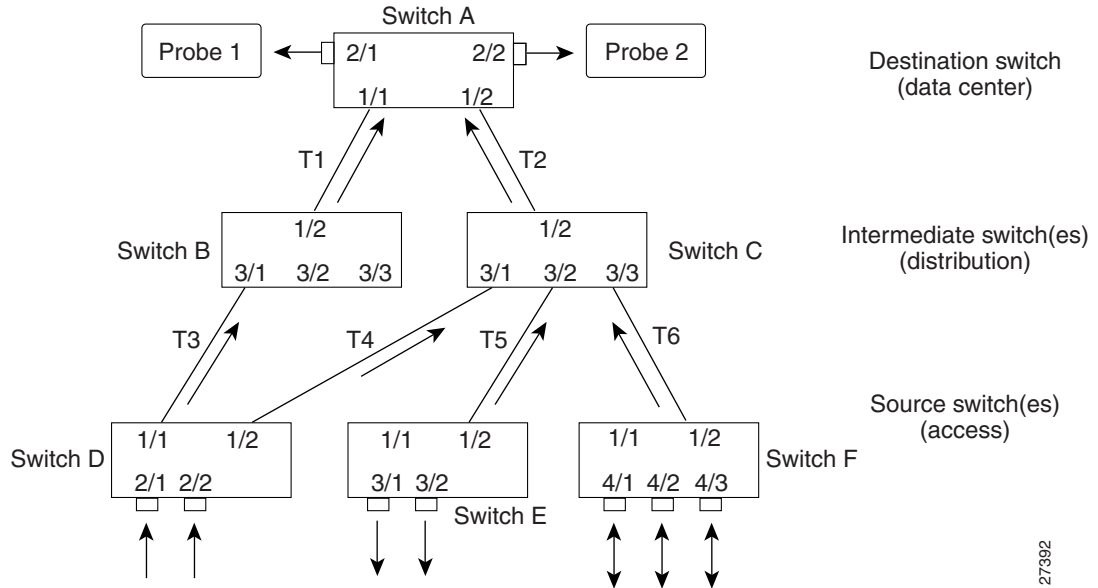 Switch A
Probe 1
2/1 2/2
Probe 2
Destination switch
(data center)
1/1 1/2
T1 T2
1/2 1/2
Switch B
Switch C
Intermediate switch(es)
(distribution)
3/1 3/2 3/3
3/1 3/2 3/3
T3 T4 T5 T6
Source switch(es)
(access)
1/1 1/2
1/1 1/2
1/1 1/2
Switch D
Switch F
2/1 2/2
3/1 3/2
4/1 4/2 4/3
Switch E
27392